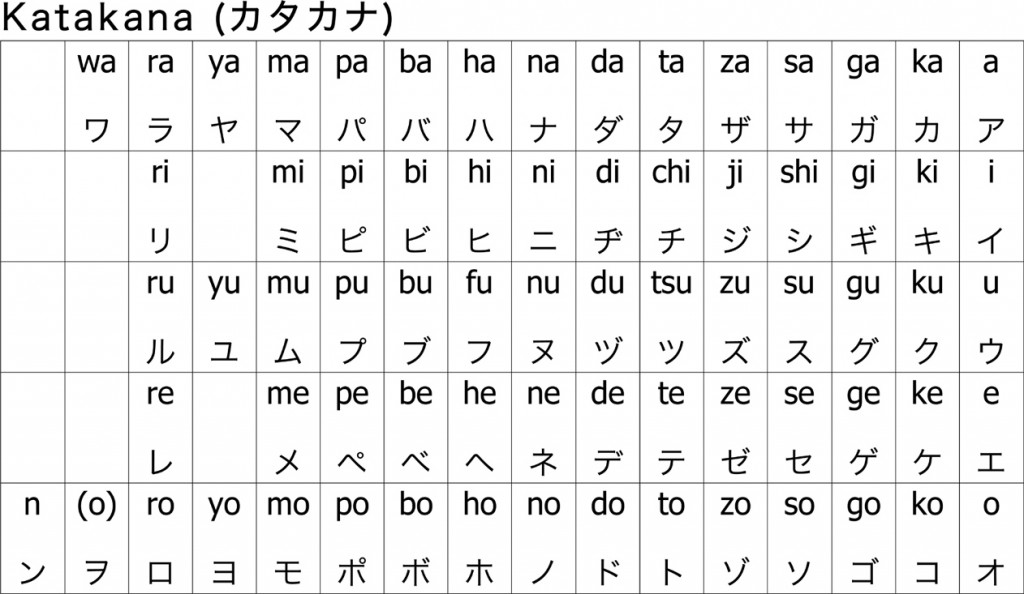 Katakana (カタカナ)
wa ra ya ma pa ba ha na da ta za sa ga ka a
ワ ラ ヤ マ パ バ ハ ナ ダ タ ザ サ ガ カ ア
ri mi pi bi hi ni di chi ji shi gi ki i
リ ミ ピ ビ ヒ ニ ヂ チ ジ シ ギ キ イ
ru yu mu pu bu fu nu du tsu zu su gu ku u
ル ユ ム プ ブ フ ヌ ヅ ツ ズ ス グ ク ウ
re me pe be he ne de te ze se ge ke e
レ メ ペ ベ ヘ ネ デ テ ゼ セ ゲ ケ エ
n (o) ro yo mo po bo ho no do to zo so go ko o
ン ヲ ロ ヨ モ ポ ボ ホ ノ ド ト ゾ ソ ゴ コ オ